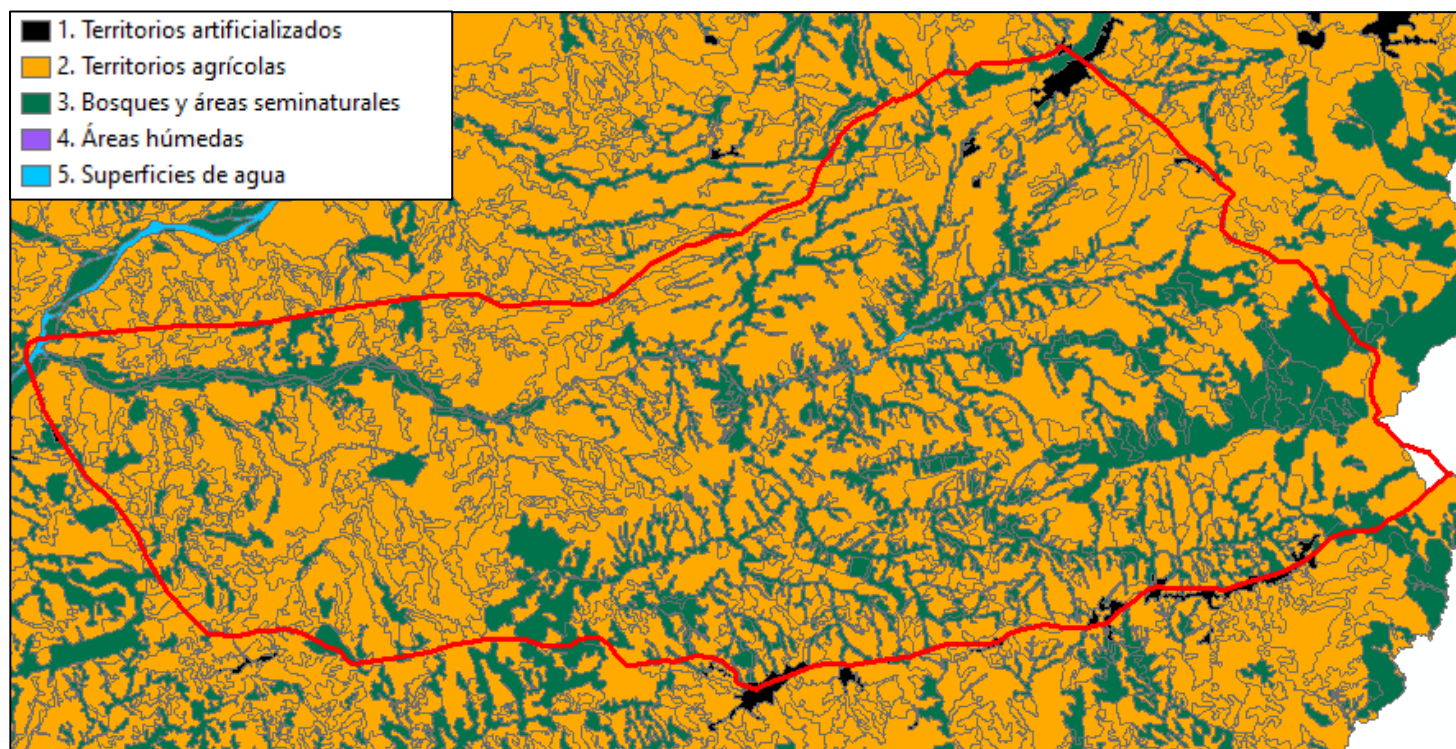 1. Territorios artificializados
2. Territorios agrícolas
3. Bosques y áreas seminaturales
4. Áreas húmedas
5. Superficies de agua